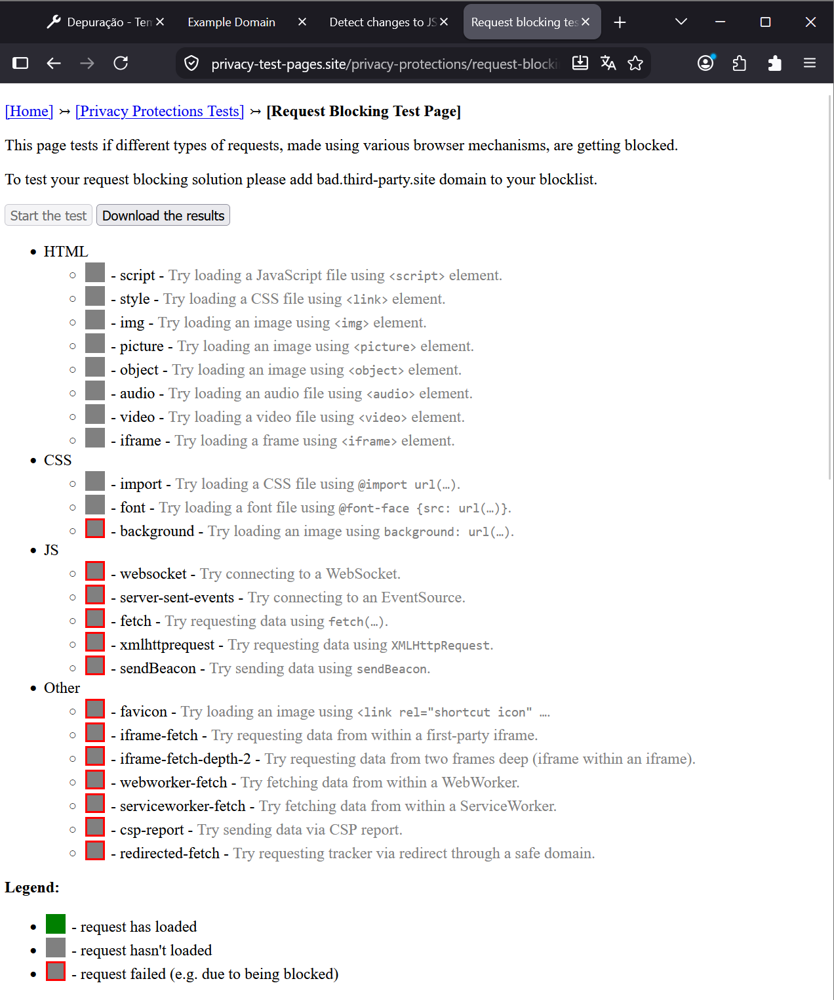 Depuração - Ten
Example Domain
Detect changes to JS
Request blocking tes
privacy-test-pages.site/privacy-protections/request-blocki
[Home] ↣ [Privacy Protections Tests] ↣ [Request Blocking Test Page]
This page tests if different types of requests, made using various browser mechanisms, are getting blocked.
To test your request blocking solution please add bad.third-party.site domain to your blocklist.
Start the test Download the results
• HTML
○ - script - Try loading a JavaScript file using <script> element.
○ - style - Try loading a CSS file using <link> element.
○ - img - Try loading an image using <img> element.
○ - picture - Try loading an image using <picture> element.
○ - object - Try loading an image using <object> element.
○ - audio - Try loading an audio file using <audio> element.
○ - video - Try loading a video file using <video> element.
○ - iframe - Try loading a frame using <iframe> element.
• CSS
○ - import - Try loading a CSS file using @import url(…).
○ - font - Try loading a font file using @font-face {src: url(…)}.
○ - background - Try loading an image using background: url(…).
• JS
○ - websocket - Try connecting to a WebSocket.
○ - server-sent-events - Try connecting to an EventSource.
○ - fetch - Try requesting data using fetch(…).
○ - xmlhttprequest - Try requesting data using XMLHttpRequest.
○ - sendBeacon - Try sending data using sendBeacon.
• Other
○ - favicon - Try loading an image using <link rel="shortcut icon" ….
○ - iframe-fetch - Try requesting data from within a first-party iframe.
○ - iframe-fetch-depth-2 - Try requesting data from two frames deep (iframe within an iframe).
○ - webworker-fetch - Try fetching data from within a WebWorker.
○ - serviceworker-fetch - Try fetching data from within a ServiceWorker.
○ - csp-report - Try sending data via CSP report.
○ - redirected-fetch - Try requesting tracker via redirect through a safe domain.
Legend:
• - request has loaded
• - request hasn't loaded
• - request failed (e.g. due to being blocked)